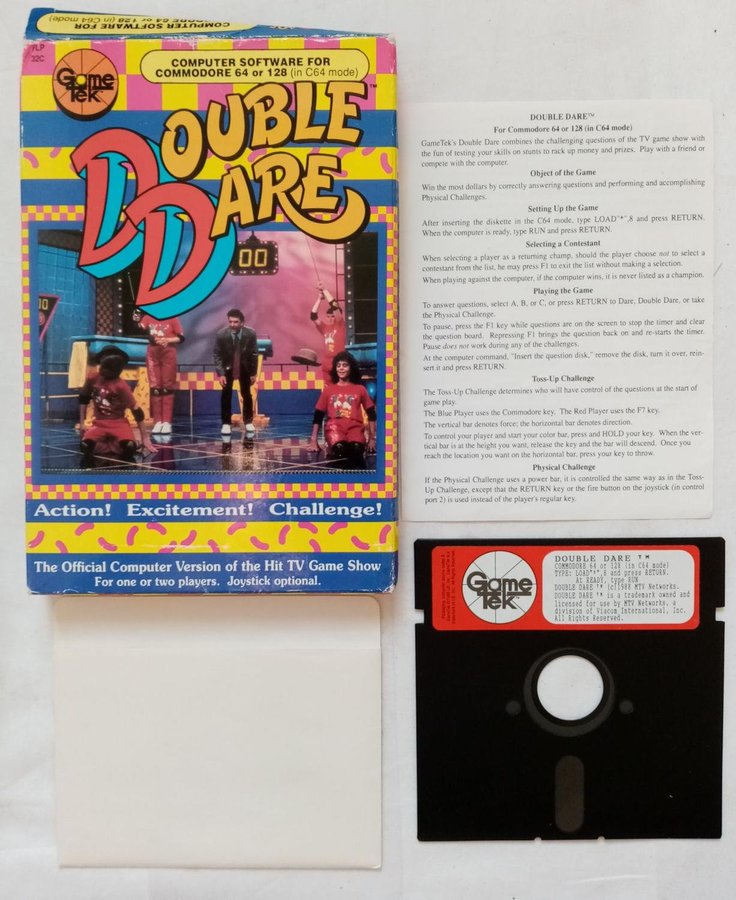 COMPUTER SOFTWARE FOR
COMMODORE 64 or 128 (in C64 mode)
7LP
32C
Game
Tek
COMPUTER SOFTWARE FOR
COMMODORE 64 or 128 (in C64 mode)
DOUBLE
DARE™
00
Action! Excitement! Challenge!
The Official Computer Version of the Hit TV Game Show
For one or two players. Joystick optional.
DOUBLE DARE™
For Commodore 64 or 128 (in C64 mode)
GameTek's Double Dare combines the challenging questions of the TV game show with
the fun of testing your skills on stunts to rack up money and prizes. Play with a friend or
compete with the computer.
Object of the Game
Win the most dollars by correctly answering questions and performing and accomplishing
Physical Challenges.
Setting Up the Game
After inserting the diskette in the C64 mode, type LOAD"*",8 and press RETURN.
When the computer is ready, type RUN and press RETURN.
Selecting a Contestant
When selecting a player as a returning champ, should the player choose not to select a
contestant from the list, he may press F1 to exit the list without making a selection.
When playing against the computer, if the computer wins, it is never listed as a champion.
Playing the Game
To answer questions, select A, B, or C, or press RETURN to Dare, Double Dare, or take
the Physical Challenge.
To pause, press the F1 key while questions are on the screen to stop the timer and clear
the question board. Repressing F1 brings the question back on and re-starts the timer.
Pause does not work during any of the challenges.
At the computer command, "Insert the question disk," remove the disk, turn it over, rein-
sert it and press RETURN.
Toss-Up Challenge
The Toss-Up Challenge determines who will have control of the questions at the start of
game play.
The Blue Player uses the Commodore key. The Red Player uses the F7 key.
The vertical bar denotes force; the horizontal bar denotes direction.
To control your player and start your color bar, press and HOLD your key. When the ver-
tical bar is at the height you want, release the key and the bar will descend. Once you
reach the location you want on the horizontal bar, press your key to throw.
Physical Challenge
If the Physical Challenge uses a power bar, it is controlled the same way as in the Toss-
Up Challenge, except that the RETURN key or the fire button on the joystick (in control
port 2) is used instead of the player's regular key.
Game
Tek
DOUBLE DARE ™
COMMODORE 64 or 128 (in C64 mode)
TYPE: LOAD"*",8 and press RETURN.
At READY, type RUN
DOUBLE DARE ™ (c)1988 MTV Networks.
DOUBLE DARE ™ is a trademark owned and
licensed for use by MTV Networks, a
division of Viacom International, Inc.
All Rights Reserved.